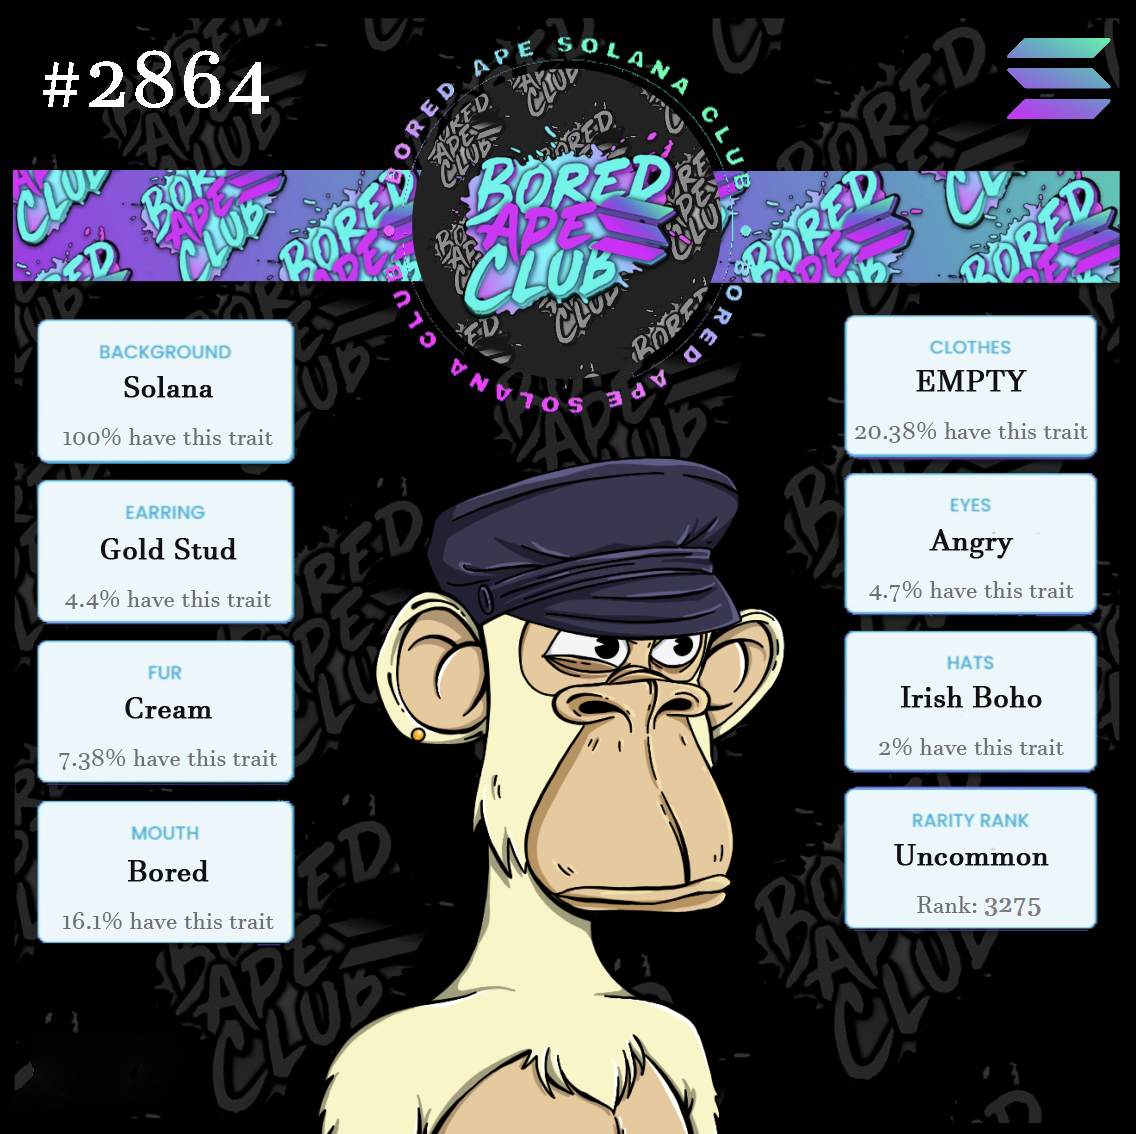 #2864
BORED APE SOLANA CLUB
BORED APE SOLANA CLUB
BORED
APE
CLUB
BACKGROUND
Solana
100% have this trait
EARRING
Gold Stud
4.4% have this trait
FUR
Cream
7.38% have this trait
MOUTH
Bored
16.1% have this trait
CLOTHES
EMPTY
20.38% have this trait
EYES
Angry
4.7% have this trait
HATS
Irish Boho
2% have this trait
RARITY RANK
Uncommon
Rank: 3275